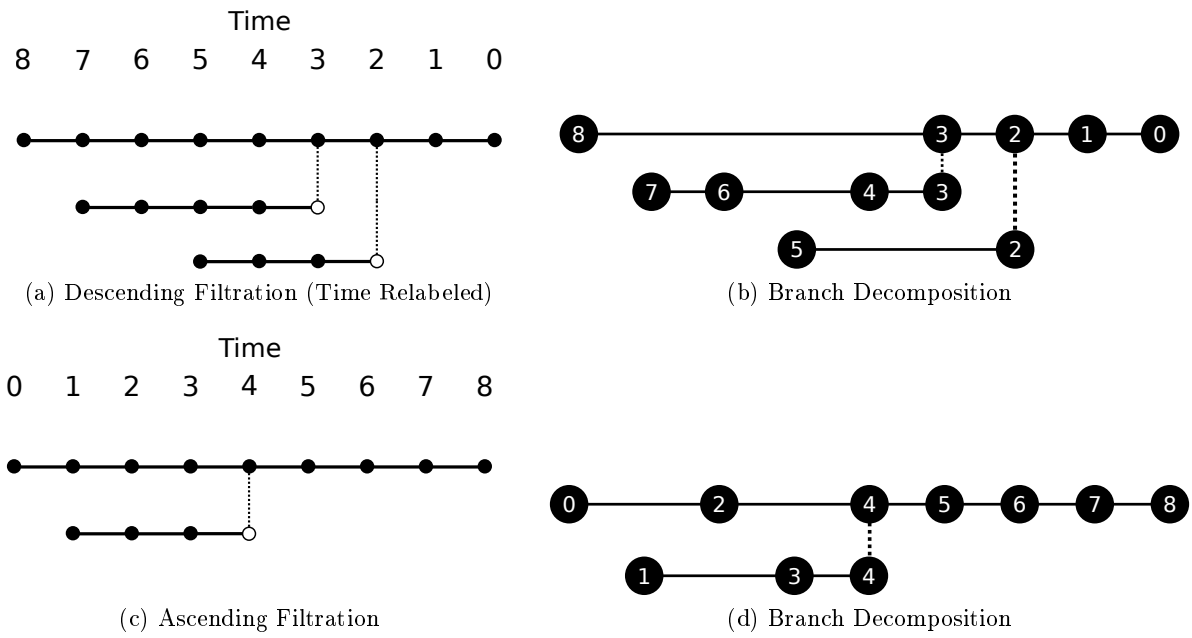 Time
8 7 6 5 4 3 2 1 0
(a) Descending Filtration (Time Relabeled)
8 3 2 1 0
7 6 4 3
5 2
(b) Branch Decomposition
Time
0 1 2 3 4 5 6 7 8
(c) Ascending Filtration
0 2 4 5 6 7 8
1 3 4
(d) Branch Decomposition